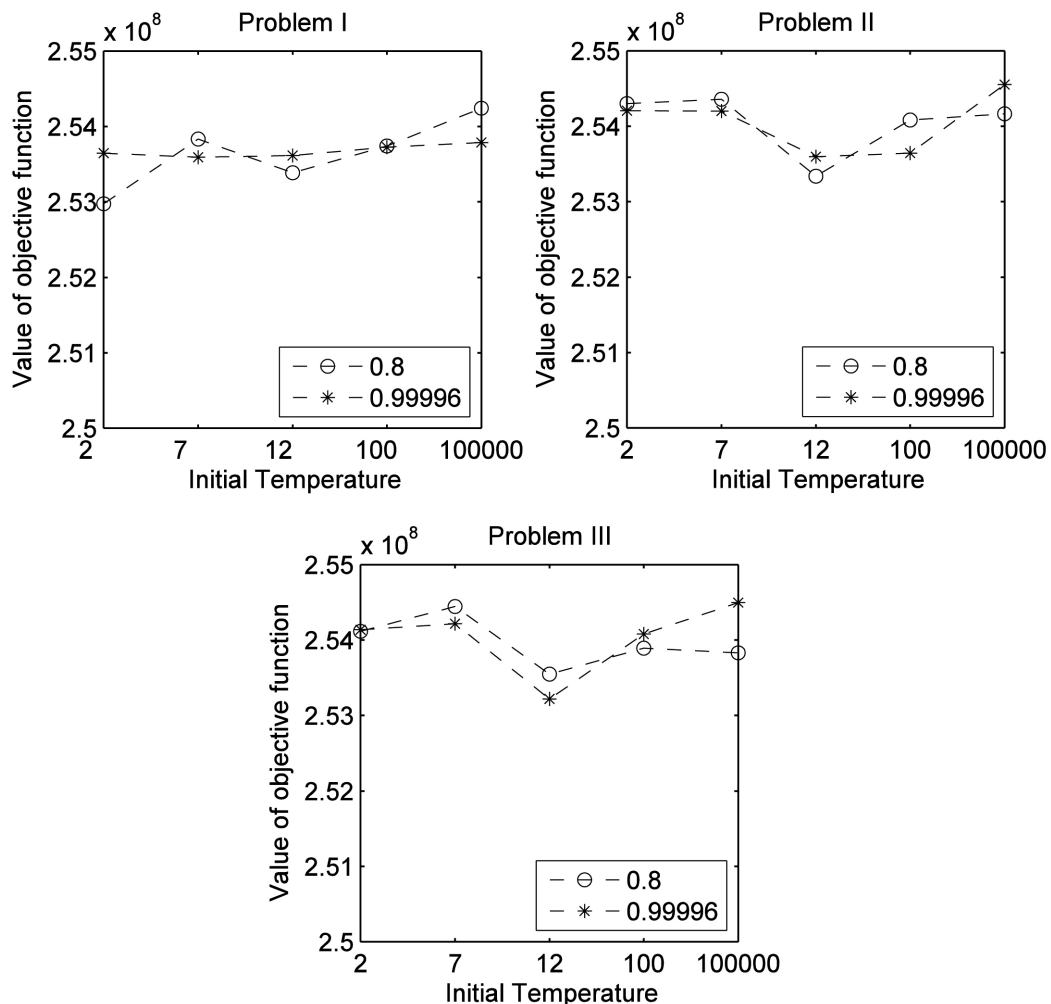 Problem I
x 10^8
2.55
2.54
2.53
2.52
2.51
2.5
Value of objective function
0.8
0.99996
2 7 12 100 100000
Initial Temperature
Problem II
x 10^8
2.55
2.54
2.53
2.52
2.51
2.5
Value of objective function
0.8
0.99996
2 7 12 100 100000
Initial Temperature
Problem III
x 10^8
2.55
2.54
2.53
2.52
2.51
2.5
Value of objective function
0.8
0.99996
2 7 12 100 100000
Initial Temperature